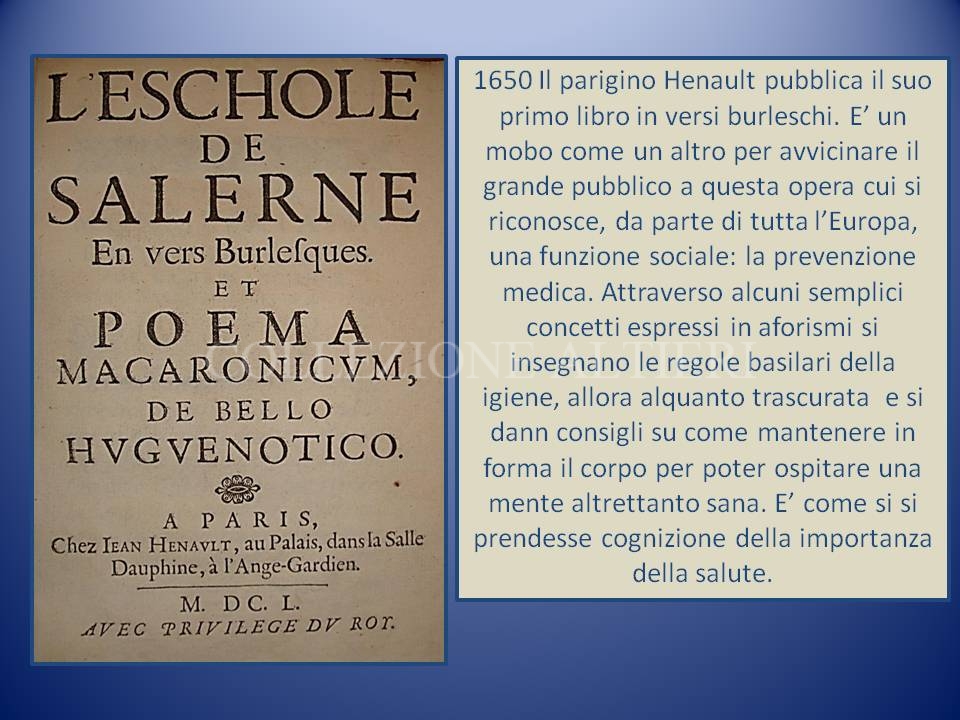 L'ESCHOLE
DE
SALERNE
En vers Burleſques.
ET
POEMA
MACARONICVM,
DE BELLO
HVGVENOTICO.
A PARIS,
Chez IEAN HENAVLT, au Palais, dans la Salle
Dauphine, à l'Ange-Gardien.
M. DC. L.
AVEC PRIVILEGE DV ROY.
1650 Il parigino Henault pubblica il suo
primo libro in versi burleschi. E’ un
mobo come un altro per avvicinare il
grande pubblico a questa opera cui si
riconosce, da parte di tutta l’Europa,
una funzione sociale: la prevenzione
medica. Attraverso alcuni semplici
concetti espressi in aforismi si
insegnano le regole basilari della
igiene, allora alquanto trascurata e si
dann consigli su come mantenere in
forma il corpo per poter ospitare una
mente altrettanto sana. E’ come si si
prendesse cognizione della importanza
della salute.
COLLEZIONE ALTIERI